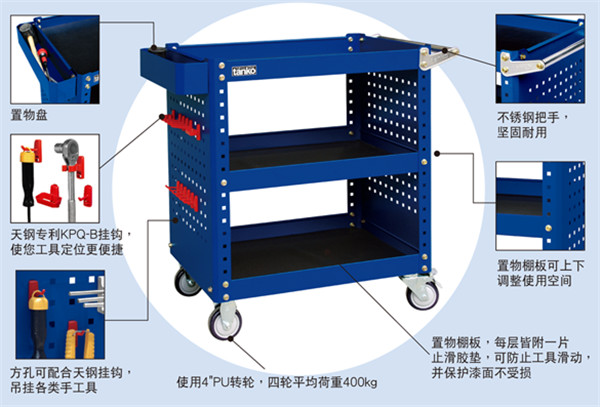 tanko
置物盘
不锈钢把手，
坚固耐用
天钢专利KPQ-B挂钩，
使您工具定位更便捷
置物棚板可上下
调整使用空间
方孔可配合天钢挂钩，
吊挂各类手工具
使用4"PU转轮，四轮平均荷重400kg
置物棚板，每层皆附一片
止滑胶垫，可防止工具滑动，
并保护漆面不受损